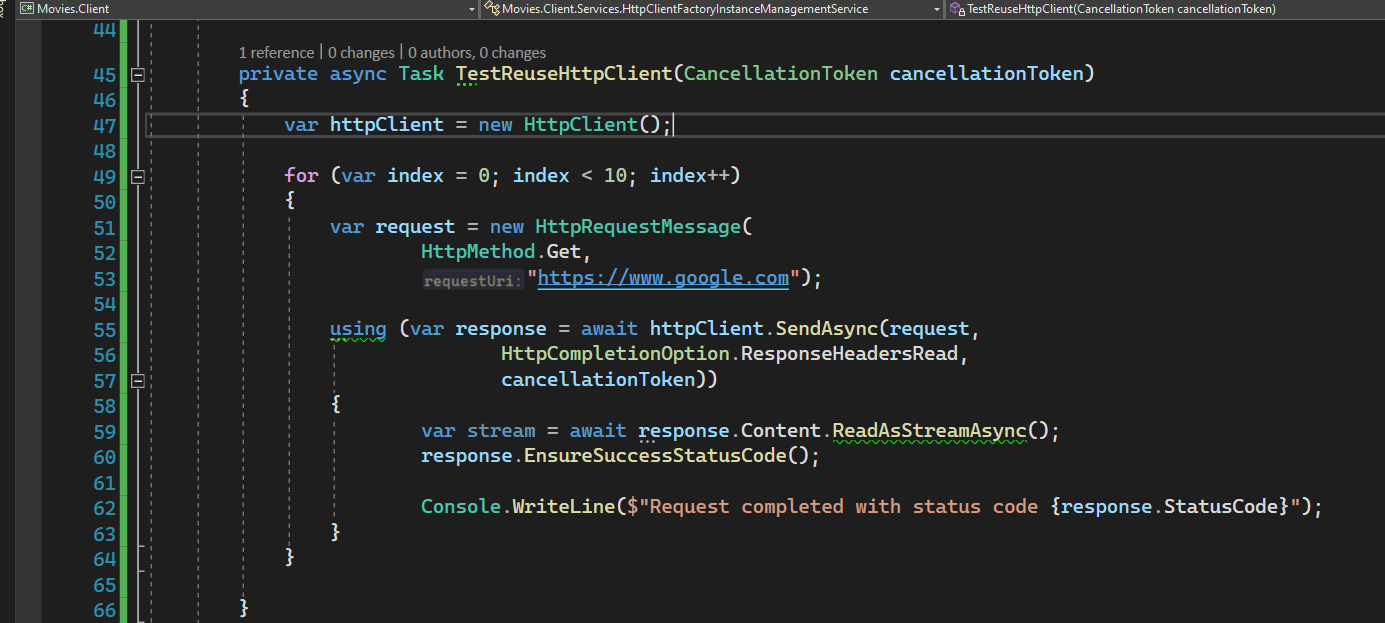 Movies.Client Movies.Client.Services.HttpClientFactoryInstanceManagementService TestReuseHttpClient(CancellationToken cancellationToken)
44
1 reference | 0 changes | 0 authors, 0 changes
45 private async Task TestReuseHttpClient(CancellationToken cancellationToken)
46 {
47 var httpClient = new HttpClient();
48
49 for (var index = 0; index < 10; index++)
50 {
51 var request = new HttpRequestMessage(
52 HttpMethod.Get,
53 requestUri: "https://www.google.com");
54
55 using (var response = await httpClient.SendAsync(request,
56 HttpCompletionOption.ResponseHeadersRead,
57 cancellationToken))
58 {
59 var stream = await response.Content.ReadAsStreamAsync();
60 response.EnsureSuccessStatusCode();
61
62 Console.WriteLine($"Request completed with status code {response.StatusCode}");
63 }
64 }
65
66 }